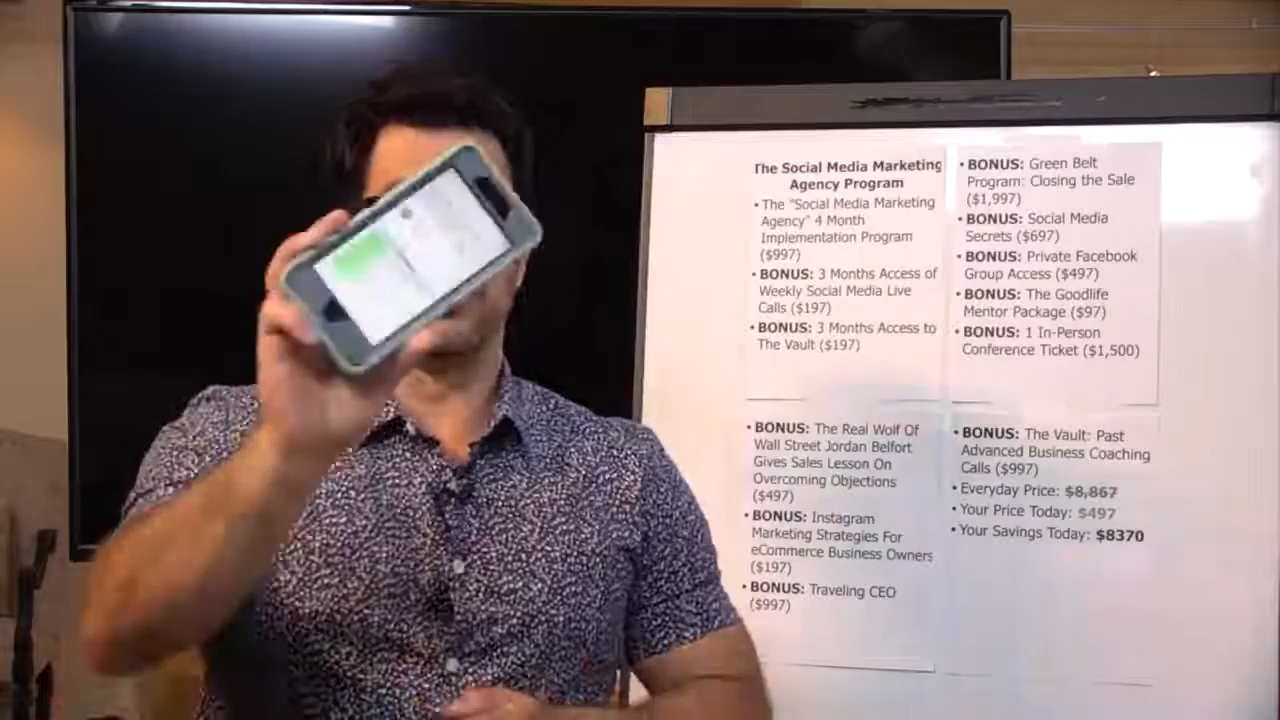 The Social Media Marketing
Agency Program
• The "Social Media Marketing
Agency" 4 Month
Implementation Program
($997)
• BONUS: 3 Months Access of
Weekly Social Media Live
Calls ($197)
• BONUS: 3 Months Access to
The Vault ($197)
• BONUS: Green Belt
Program: Closing the Sale
($1,997)
• BONUS: Social Media
Secrets ($697)
• BONUS: Private Facebook
Group Access ($497)
• BONUS: The Goodlife
Mentor Package ($97)
• BONUS: 1 In-Person
Conference Ticket ($1,500)
• BONUS: The Real Wolf Of
Wall Street Jordan Belfort
Gives Sales Lesson On
Overcoming Objections
($497)
• BONUS: Instagram
Marketing Strategies For
eCommerce Business Owners
($197)
• BONUS: Traveling CEO
($997)
• BONUS: The Vault: Past
Advanced Business Coaching
Calls ($997)
• Everyday Price: $8,867
• Your Price Today: $497
• Your Savings Today: $8370